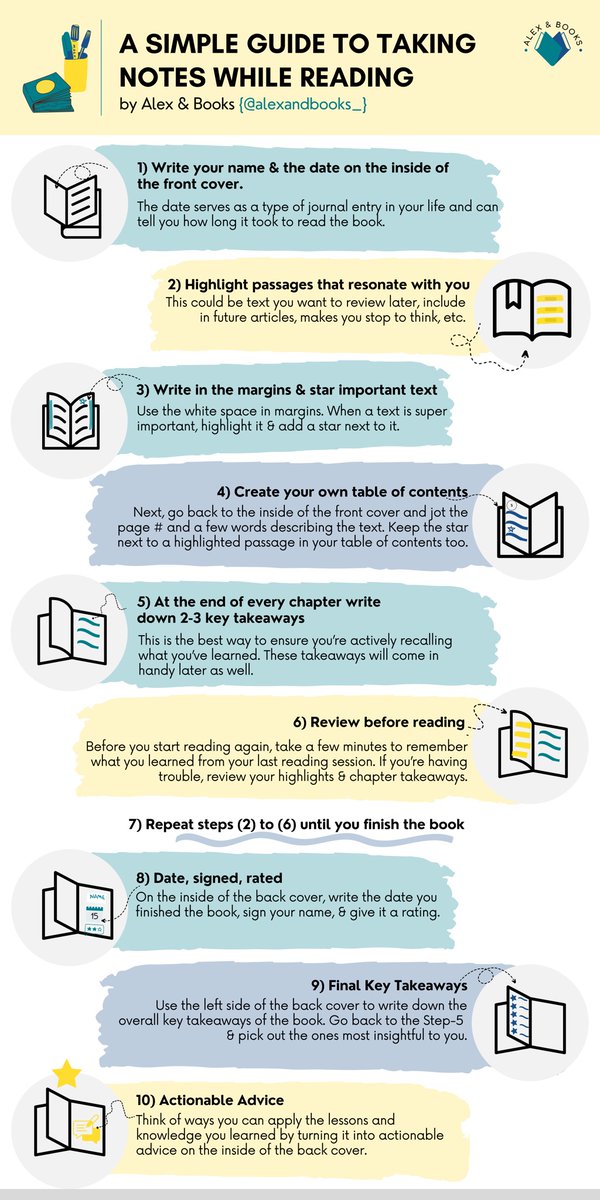 ALEX & BOOKS
A SIMPLE GUIDE TO TAKING
NOTES WHILE READING
by Alex & Books {@alexandbooks_}
1) Write your name & the date on the inside of
the front cover.
The date serves as a type of journal entry in your life and can
tell you how long it took to read the book.
2) Highlight passages that resonate with you
This could be text you want to review later, include
in future articles, makes you stop to think, etc.
3) Write in the margins & star important text
Use the white space in margins. When a text is super
important, highlight it & add a star next to it.
4) Create your own table of contents
Next, go back to the inside of the front cover and jot the
page # and a few words describing the text. Keep the star
next to a highlighted passage in your table of contents too.
5) At the end of every chapter write
down 2-3 key takeaways
This is the best way to ensure you're actively recalling
what you've learned. These takeaways will come in
handy later as well.
6) Review before reading
Before you start reading again, take a few minutes to remember
what you learned from your last reading session. If you're having
trouble, review your highlights & chapter takeaways.
7) Repeat steps (2) to (6) until you finish the book
8) Date, signed, rated
On the inside of the back cover, write the date you
finished the book, sign your name, & give it a rating.
NAME
15
9) Final Key Takeaways
Use the left side of the back cover to write down the
overall key takeaways of the book. Go back to the Step-5
& pick out the ones most insightful to you.
10) Actionable Advice
Think of ways you can apply the lessons and
knowledge you learned by turning it into actionable
advice on the inside of the back cover.